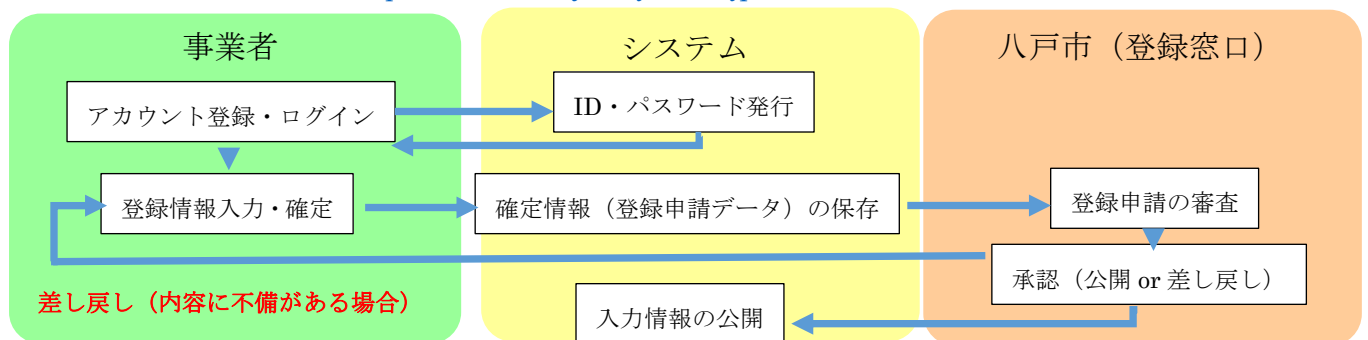 事業者
システム
八戸市（登録窓口）
アカウント登録・ログイン
ID・パスワード発行
登録情報入力・確定
確定情報（登録申請データ）の保存
登録申請の審査
承認（公開 or 差し戻し）
差し戻し（内容に不備がある場合）
入力情報の公開